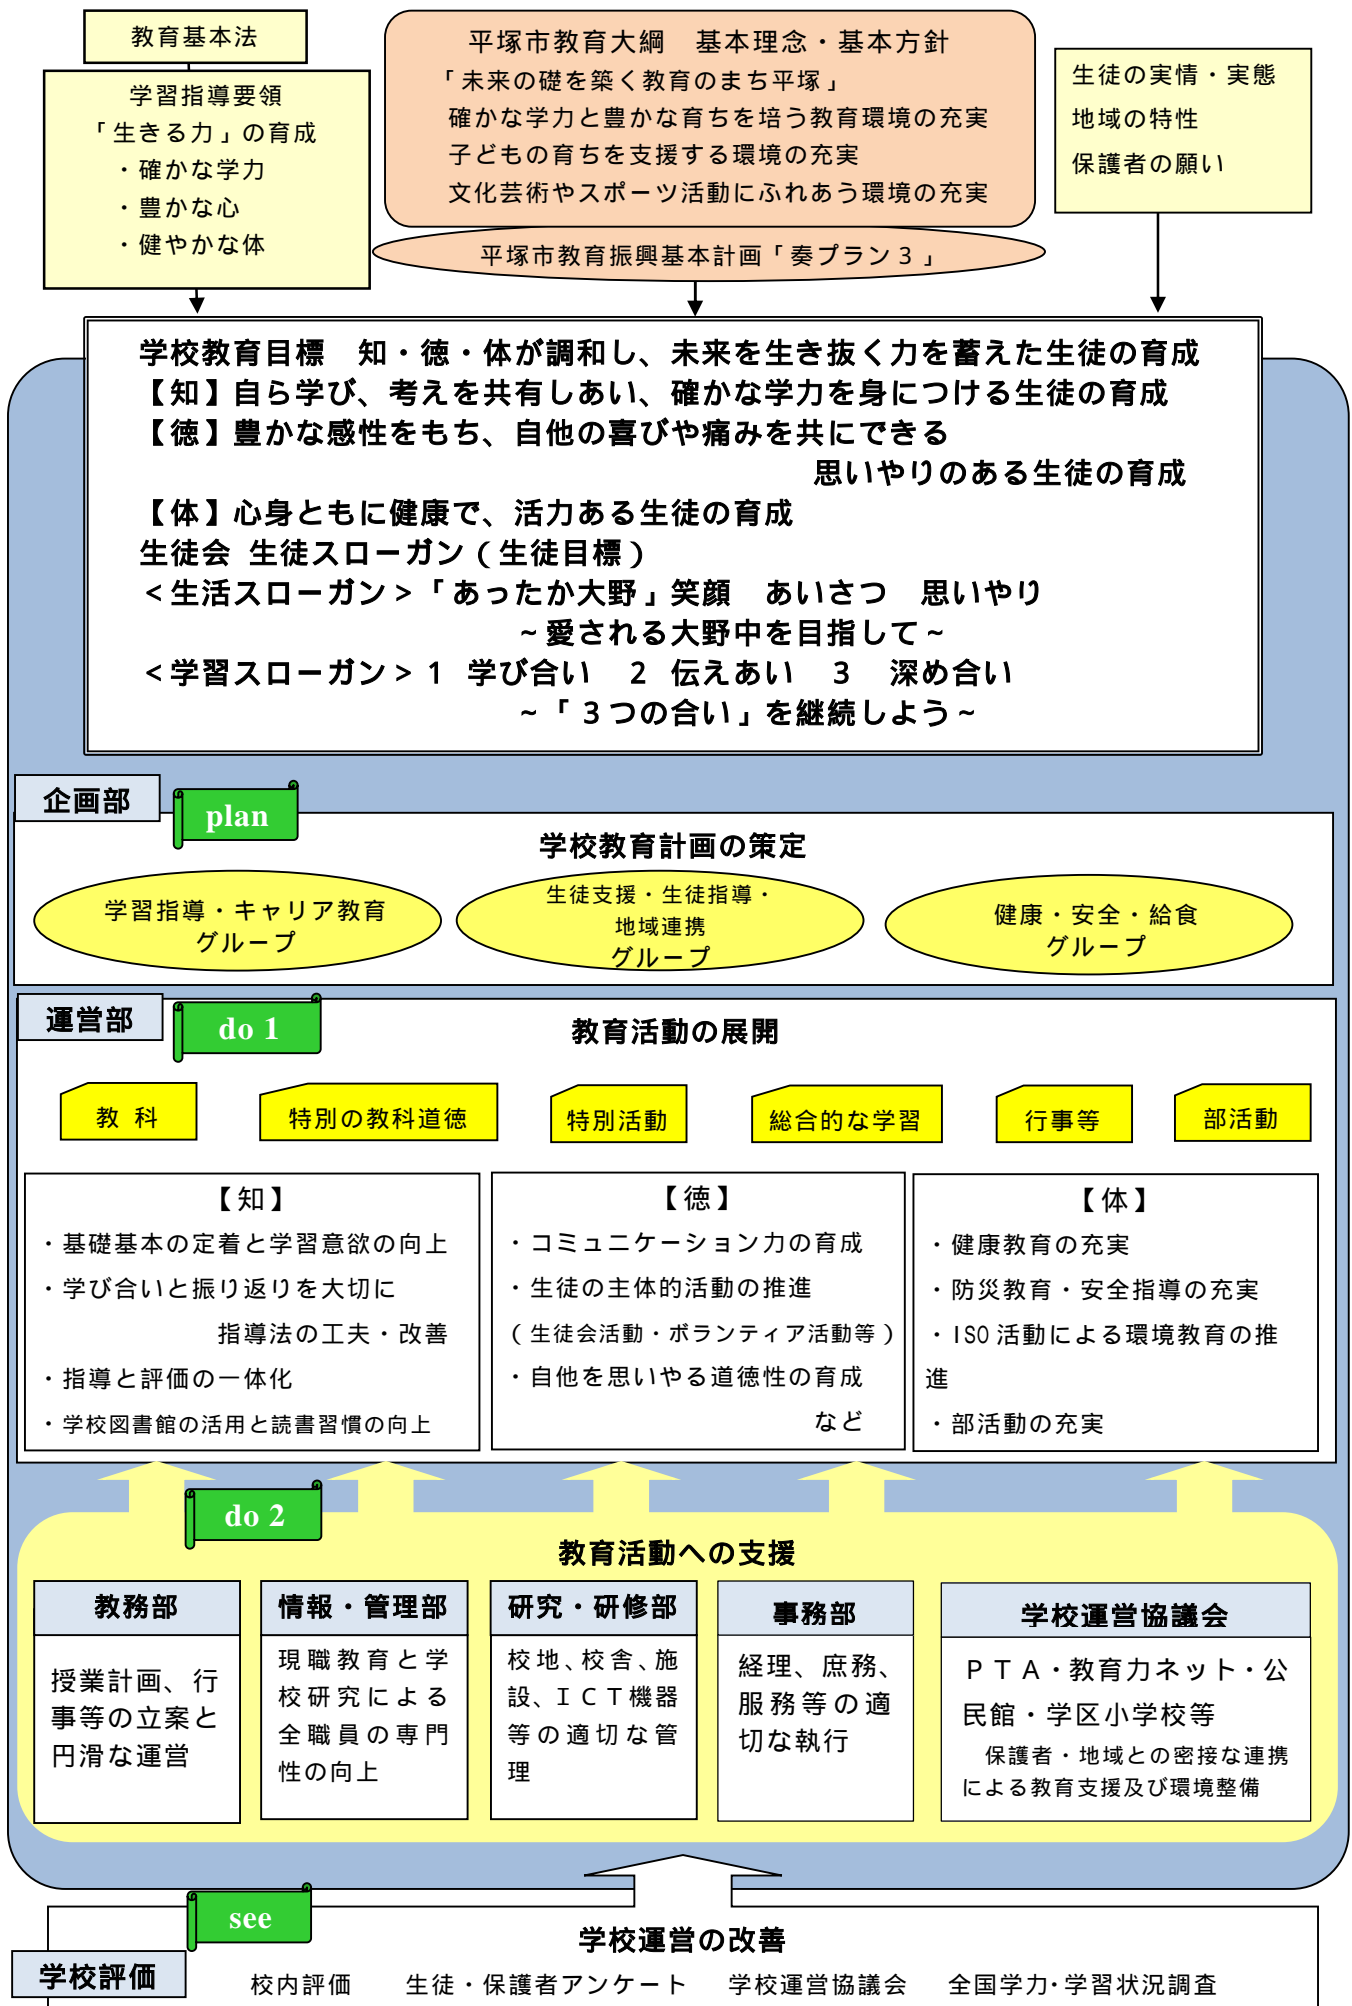 教育基本法
学習指導要領
「生きる力」の育成
・確かな学力
・豊かな心
・健やかな体
平塚市教育大綱　基本理念・基本方針
「未来の礎を築く教育のまち平塚」
確かな学力と豊かな育ちを培う教育環境の充実
子どもの育ちを支援する環境の充実
文化芸術やスポーツ活動にふれあう環境の充実
平塚市教育振興基本計画「奏プラン３」
生徒の実情・実態
地域の特性
保護者の願い
学校教育目標　知・徳・体が調和し、未来を生き抜く力を蓄えた生徒の育成
【知】自ら学び、考えを共有しあい、確かな学力を身につける生徒の育成
【徳】豊かな感性をもち、自他の喜びや痛みを共にできる
思いやりのある生徒の育成
【体】心身ともに健康で、活力ある生徒の育成
生徒会 生徒スローガン（生徒目標）
＜生活スローガン＞「あったか大野」笑顔　あいさつ　思いやり
～愛される大野中を目指して～
＜学習スローガン＞１ 学び合い　２ 伝えあい　３　深め合い
～「３つの合い」を継続しよう～
企画部
plan
学校教育計画の策定
学習指導・キャリア教育
グループ
生徒支援・生徒指導・
地域連携
グループ
健康・安全・給食
グループ
運営部
do 1
教育活動の展開
教 科
特別の教科道徳
特別活動
総合的な学習
行事等
部活動
【知】
・基礎基本の定着と学習意欲の向上
・学び合いと振り返りを大切に
指導法の工夫・改善
・指導と評価の一体化
・学校図書館の活用と読書習慣の向上
【徳】
・コミュニケーション力の育成
・生徒の主体的活動の推進
（生徒会活動・ボランティア活動等）
・自他を思いやる道徳性の育成
など
【体】
・健康教育の充実
・防災教育・安全指導の充実
・ISO活動による環境教育の推
進
・部活動の充実
do 2
教育活動への支援
教務部
授業計画、行
事等の立案と
円滑な運営
情報・管理部
現職教育と学
校研究による
全職員の専門
性の向上
研究・研修部
校地、校舎、施
設、ＩＣＴ機器
等の適切な管
理
事務部
経理、庶務、
服務等の適
切な執行
学校運営協議会
ＰＴＡ・教育力ネット・公
民館・学区小学校等
保護者・地域との密接な連携
による教育支援及び環境整備
see
学校運営の改善
学校評価
校内評価　生徒・保護者アンケート　学校運営協議会　全国学力・学習状況調査